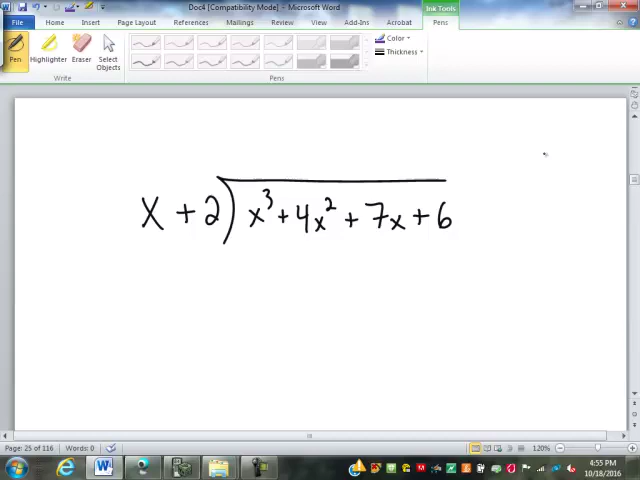 Doc4 [Compatibility Mode] - Microsoft Word
Ink Tools
File Home Insert Page Layout References Mailings Review View Add-Ins Acrobat Pens
Pen Highlighter Eraser Select Objects
Color
Thickness
Write Pens
x + 2) x³ + 4x² + 7x + 6
Page: 25 of 116 Words: 0 120%
4:55 PM
10/18/2016